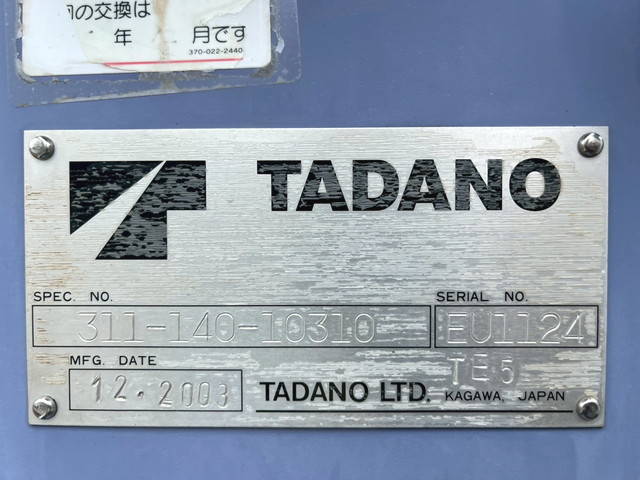 の交換は
年 月です
370-022-2440
TADANO
SPEC. NO.
SERIAL NO.
311-140-10310
EU1124
MFG. DATE
TE5
12.2003
TADANO LTD.
KAGAWA, JAPAN